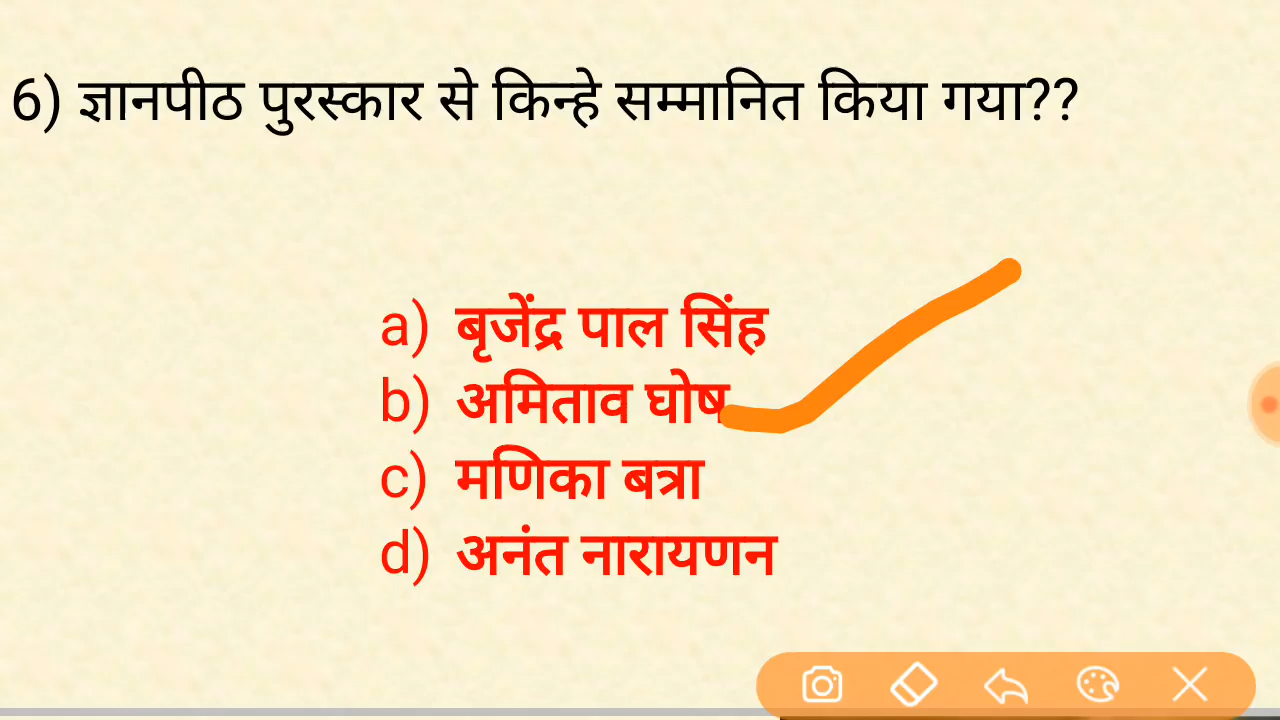 6) ज्ञानपीठ पुरस्कार से किन्हे सम्मानित किया गया??
a) बृजेंद्र पाल सिंह
b) अमिताव घोष
c) मणिका बत्रा
d) अनंत नारायणन